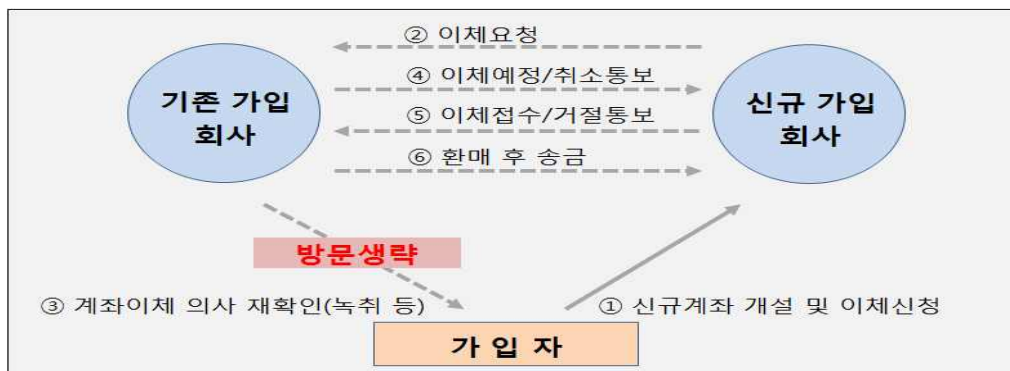 ② 이체요청
④ 이체예정/취소통보
기존 가입
회사
신규 가입
회사
⑤ 이체접수/거절통보
⑥ 환매 후 송금
방문생략
③ 계좌이체 의사 재확인(녹취 등)
① 신규계좌 개설 및 이체신청
가 입 자